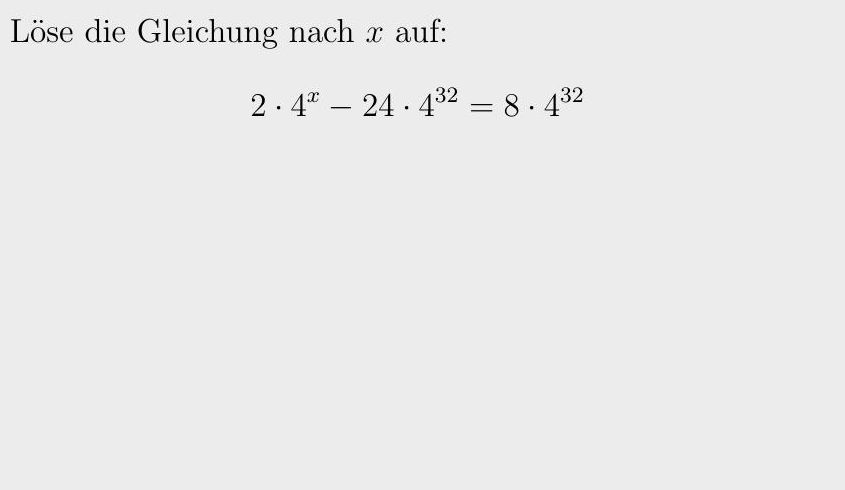 Löse die Gleichung nach x auf:
2 · 4^x − 24 · 4^32 = 8 · 4^32